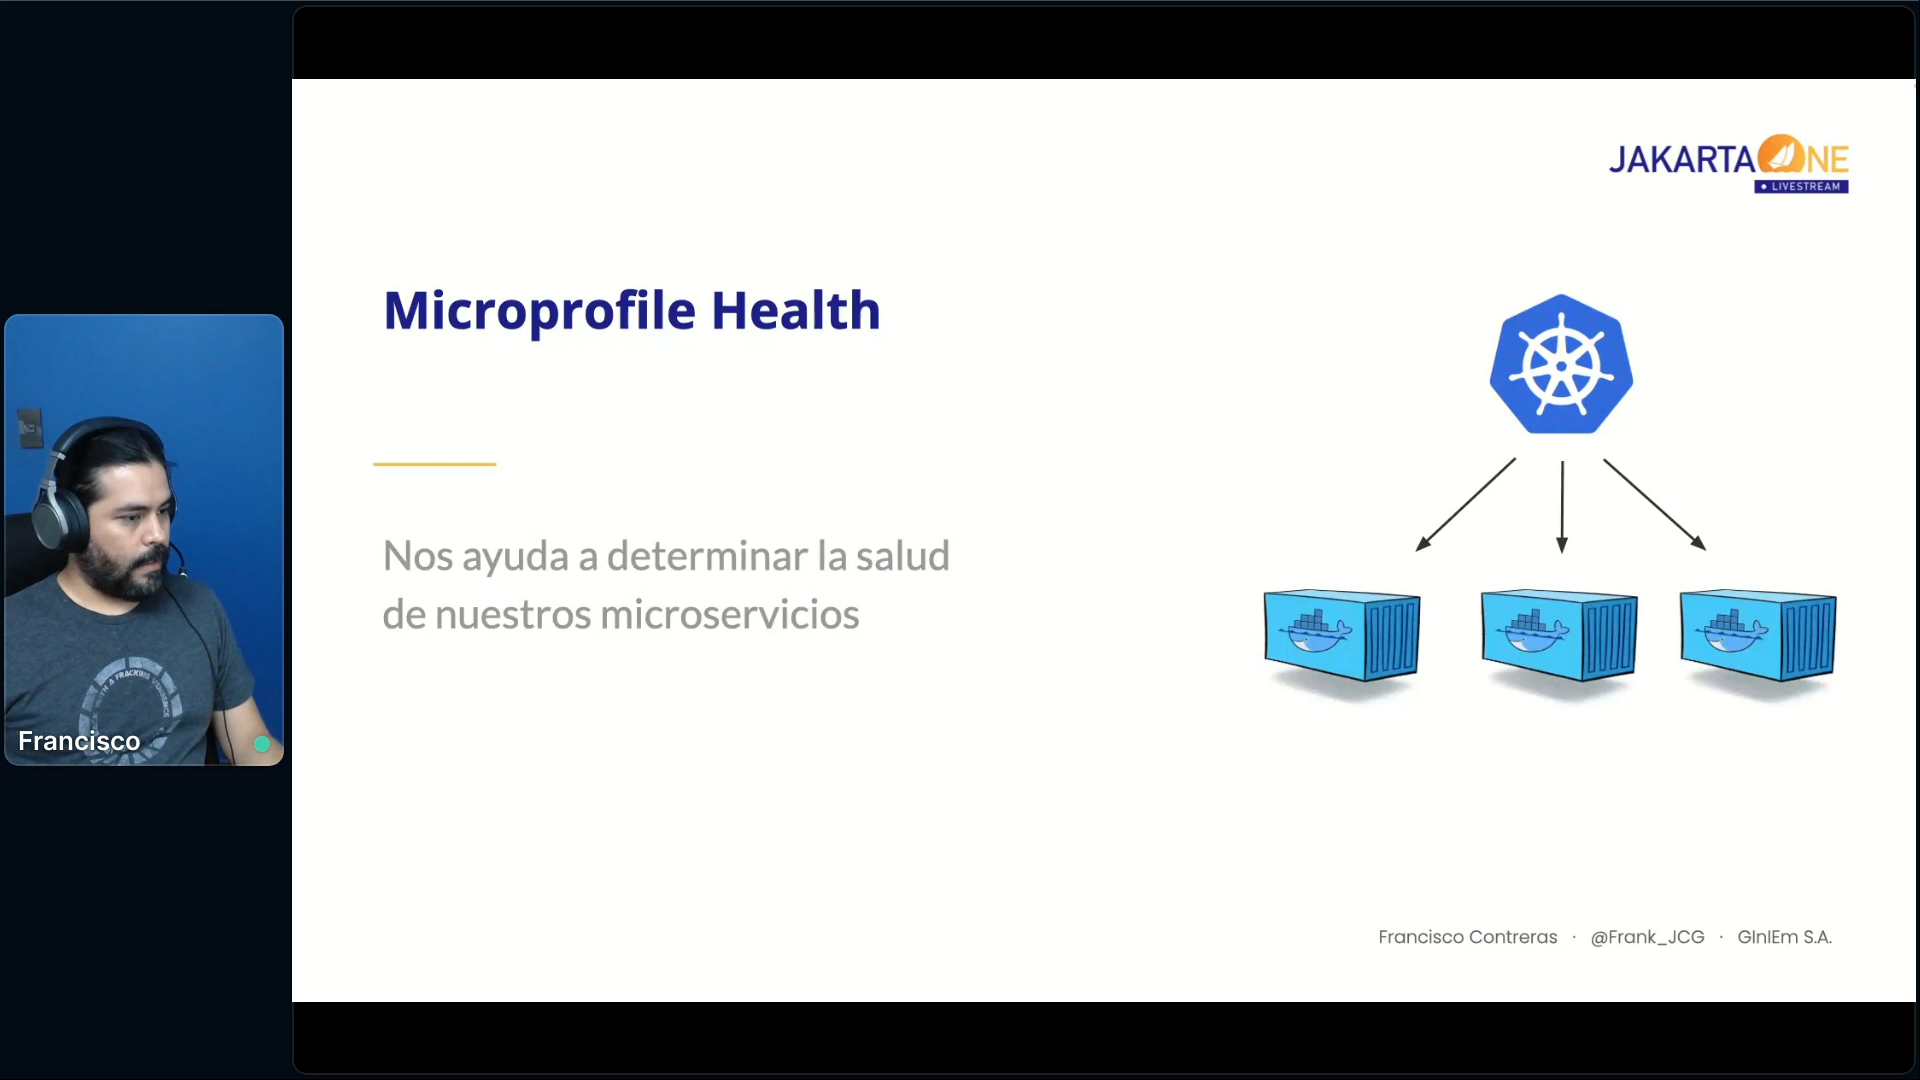 JAKARTA ONE
LIVESTREAM
Microprofile Health
Nos ayuda a determinar la salud
de nuestros microservicios
Francisco
Francisco Contreras · @Frank_JCG · GInIEm S.A.